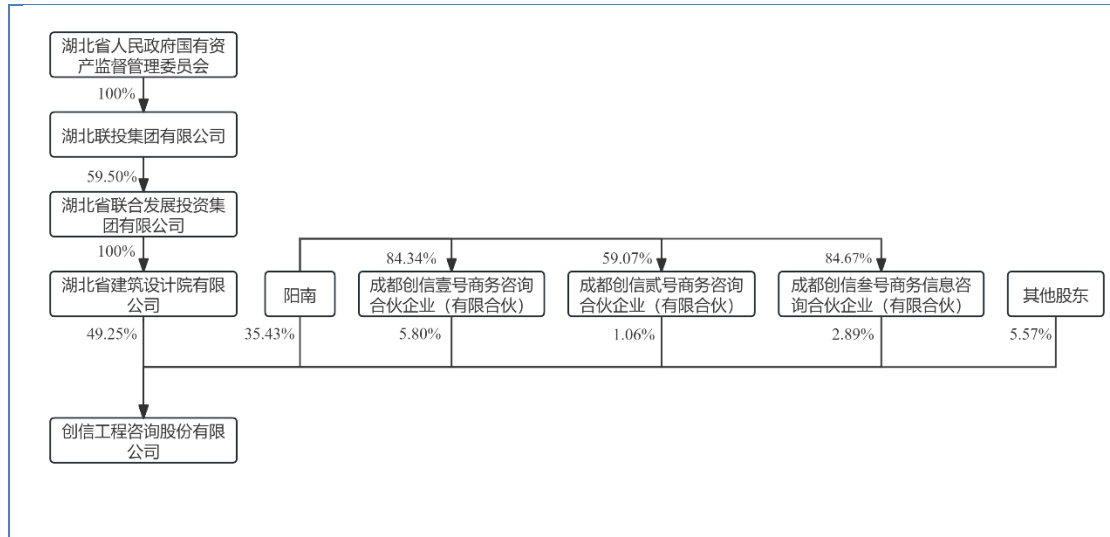 湖北省人民政府国有资
产监督管理委员会
100%
湖北联投集团有限公司
59.50%
湖北省联合发展投资集
团有限公司
100%
84.34%
59.07%
84.67%
湖北省建筑设计院有限
公司
阳南
成都创信壹号商务咨询
合伙企业（有限合伙）
成都创信贰号商务咨询
合伙企业（有限合伙）
成都创信叁号商务信息咨
询合伙企业（有限合伙）
其他股东
49.25%
35.43%
5.80%
1.06%
2.89%
5.57%
创信工程咨询股份有限
公司